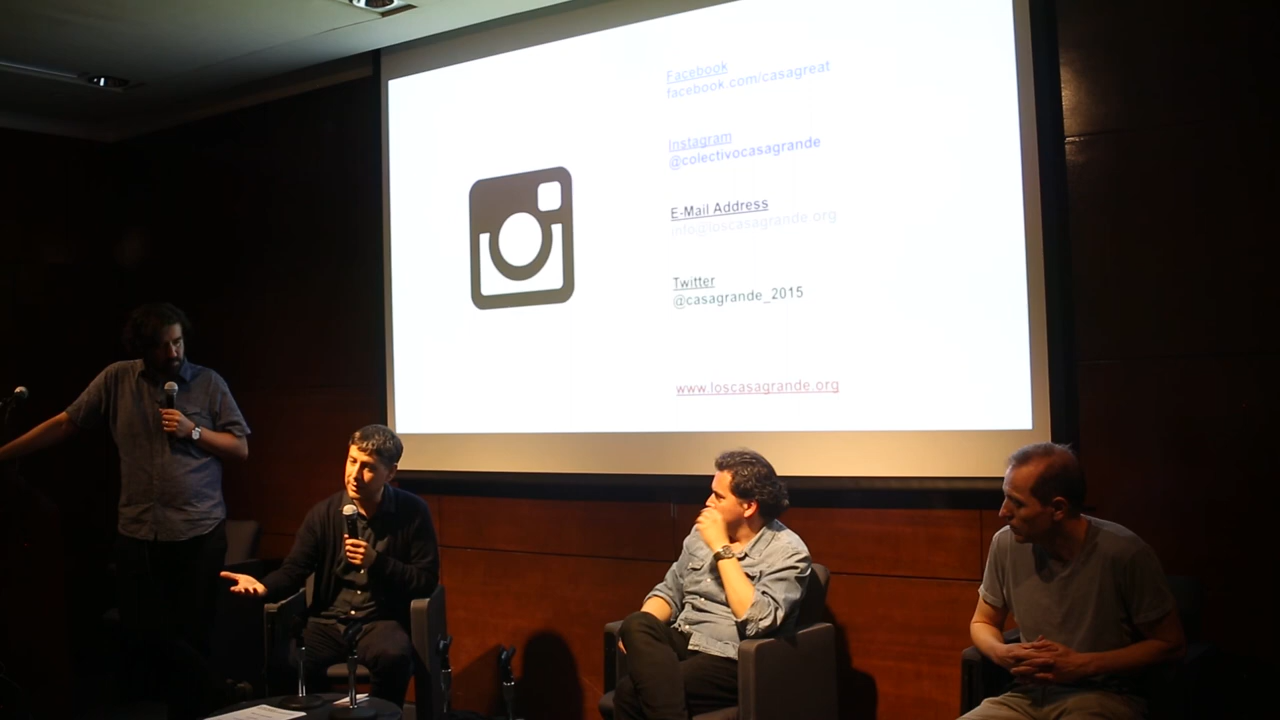 Facebook
facebook.com/casagreat
Instagram
@colectivocasagrande
E-Mail Address
info@loscasagrande.org
Twitter
@casagrande_2015
www.loscasagrande.org